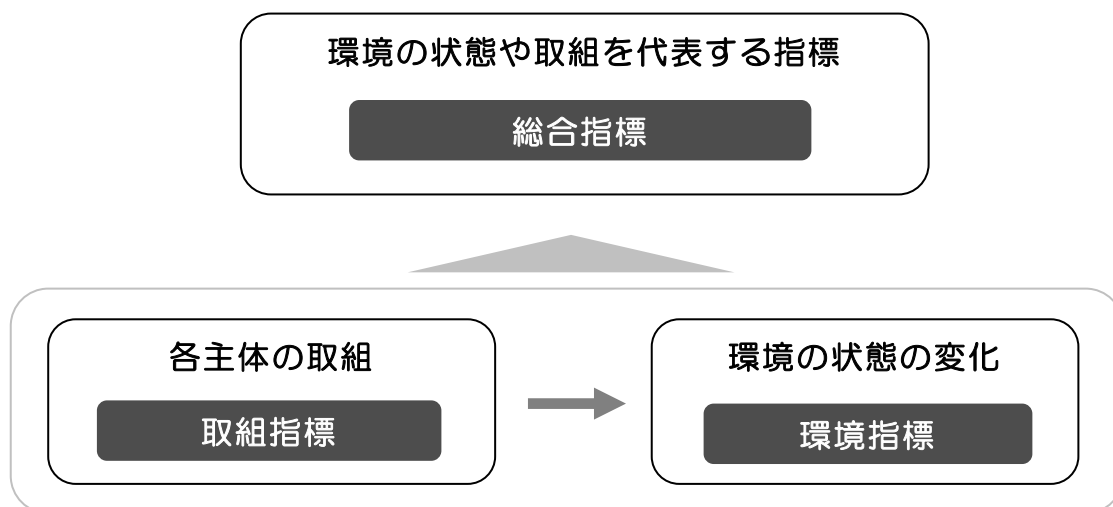 環境の状態や取組を代表する指標
総合指標
各主体の取組
取組指標
環境の状態の変化
環境指標